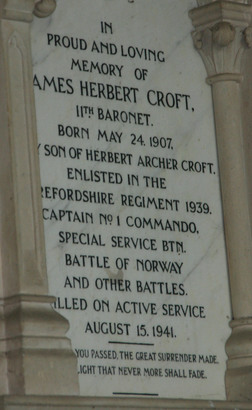 IN
PROUD AND LOVING
MEMORY OF
AMES HERBERT CROFT,
11TH BARONET.
BORN MAY 24. 1907,
Y SON OF HERBERT ARCHER CROFT.
ENLISTED IN THE
REFORDSHIRE REGIMENT 1939.
CAPTAIN No 1 COMMANDO,
SPECIAL SERVICE BTN.
BATTLE OF NORWAY
AND OTHER BATTLES.
ILLED ON ACTIVE SERVICE
AUGUST 15. 1941.
YOU PASSED, THE GREAT SURRENDER MADE.
LIGHT THAT NEVER MORE SHALL FADE.